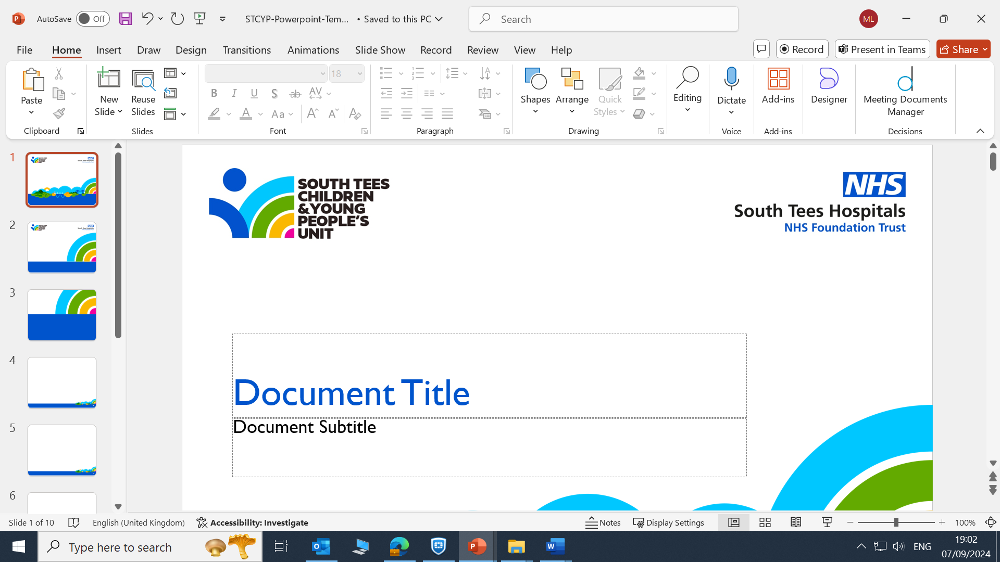 AutoSave Off STCYP-Powerpoint-Tem... • Saved to this PC Search ML
File Home Insert Draw Design Transitions Animations Slide Show Record Review View Help Record Present in Teams Share
Paste
New
Slide
Reuse
Slides
18
Shapes Arrange Quick
Styles
Editing Dictate Add-ins Designer Meeting Documents
Manager
Clipboard Slides Font Paragraph Drawing Voice Add-ins Decisions
1
2
3
4
5
6
SOUTH TEES
CHILDREN
&YOUNG
PEOPLE'S
UNIT
NHS
South Tees Hospitals
NHS Foundation Trust
Document Title
Document Subtitle
Slide 1 of 10 English (United Kingdom) Accessibility: Investigate Notes Display Settings 100%
Type here to search ENG 19:02
07/09/2024